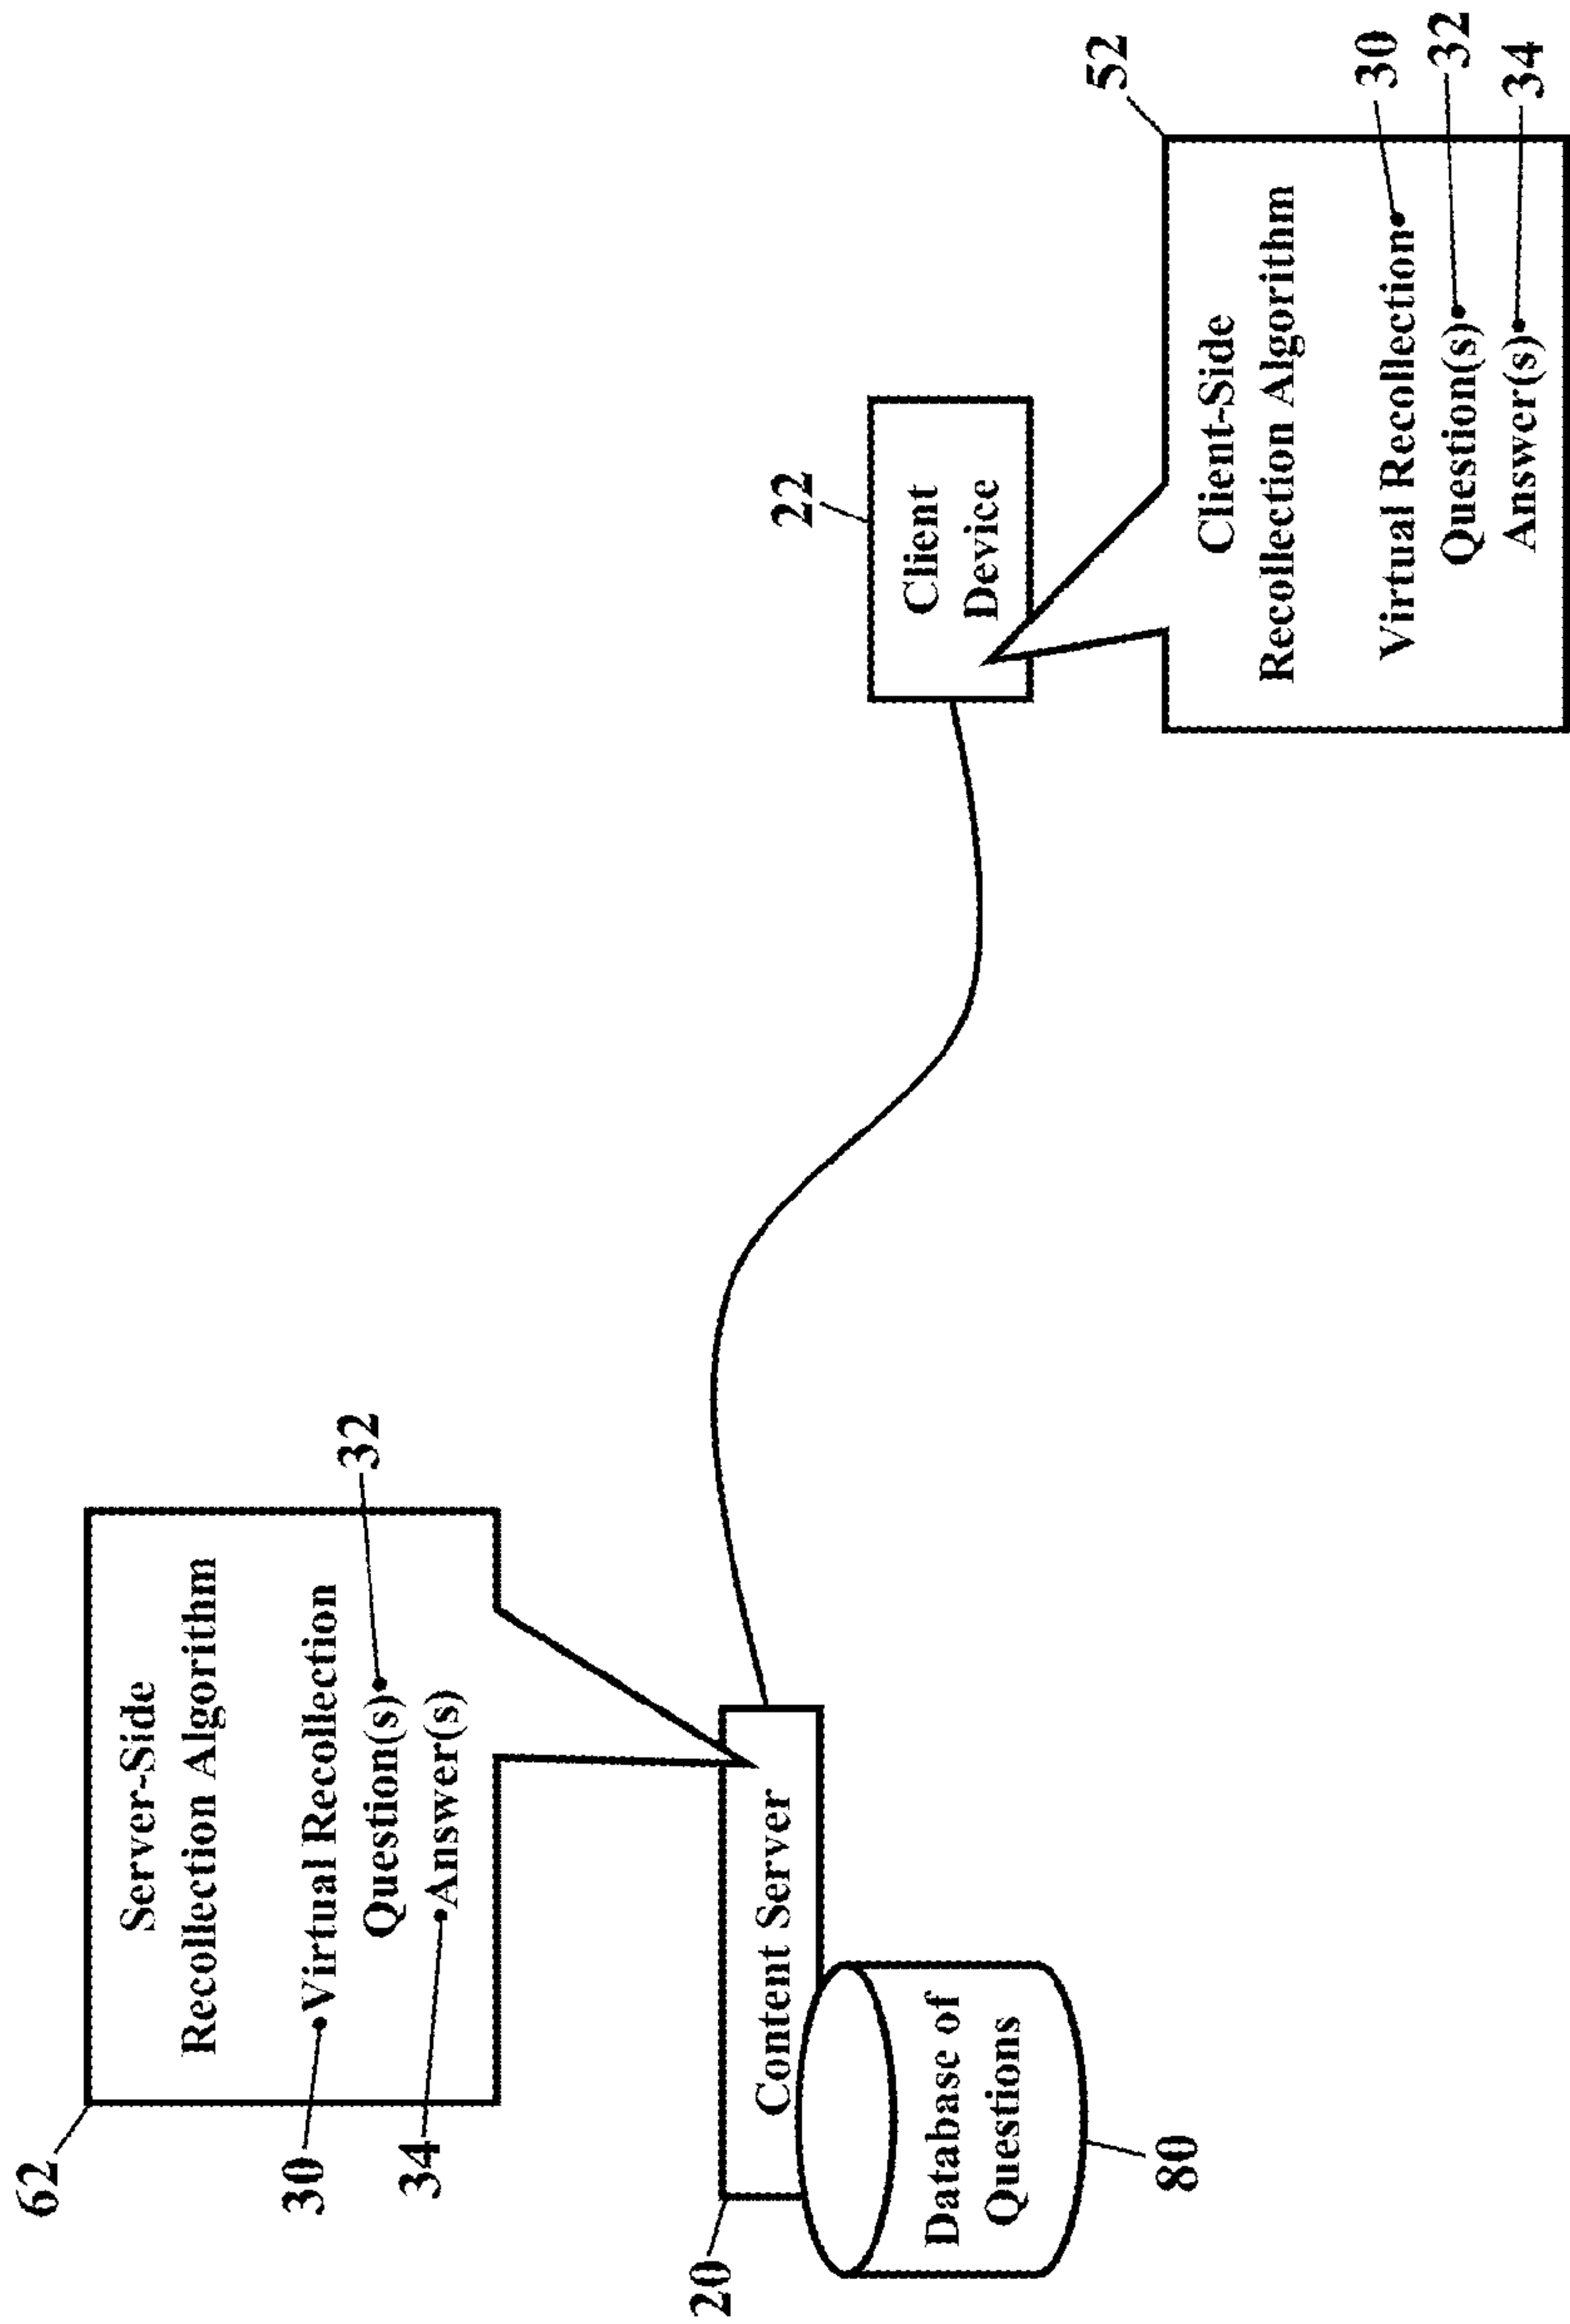 62
Server-Side
Recollection Algorithm
30
Virtual Recollection
Question(s)
32
34
Answer(s)
20
Content Server
Database of
Questions
80
22
Client
Device
52
Client-Side
Recollection Algorithm
Virtual Recollection
30
Question(s)
32
Answer(s)
34